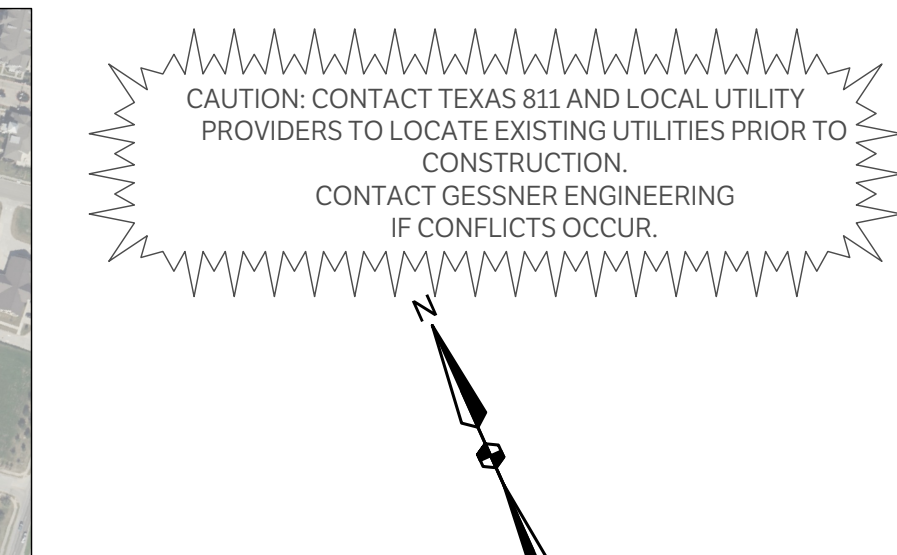 CAUTION: CONTACT TEXAS 811 AND LOCAL UTILITY
PROVIDERS TO LOCATE EXISTING UTILITIES PRIOR TO
CONSTRUCTION.
CONTACT GESSNER ENGINEERING
IF CONFLICTS OCCUR.
N